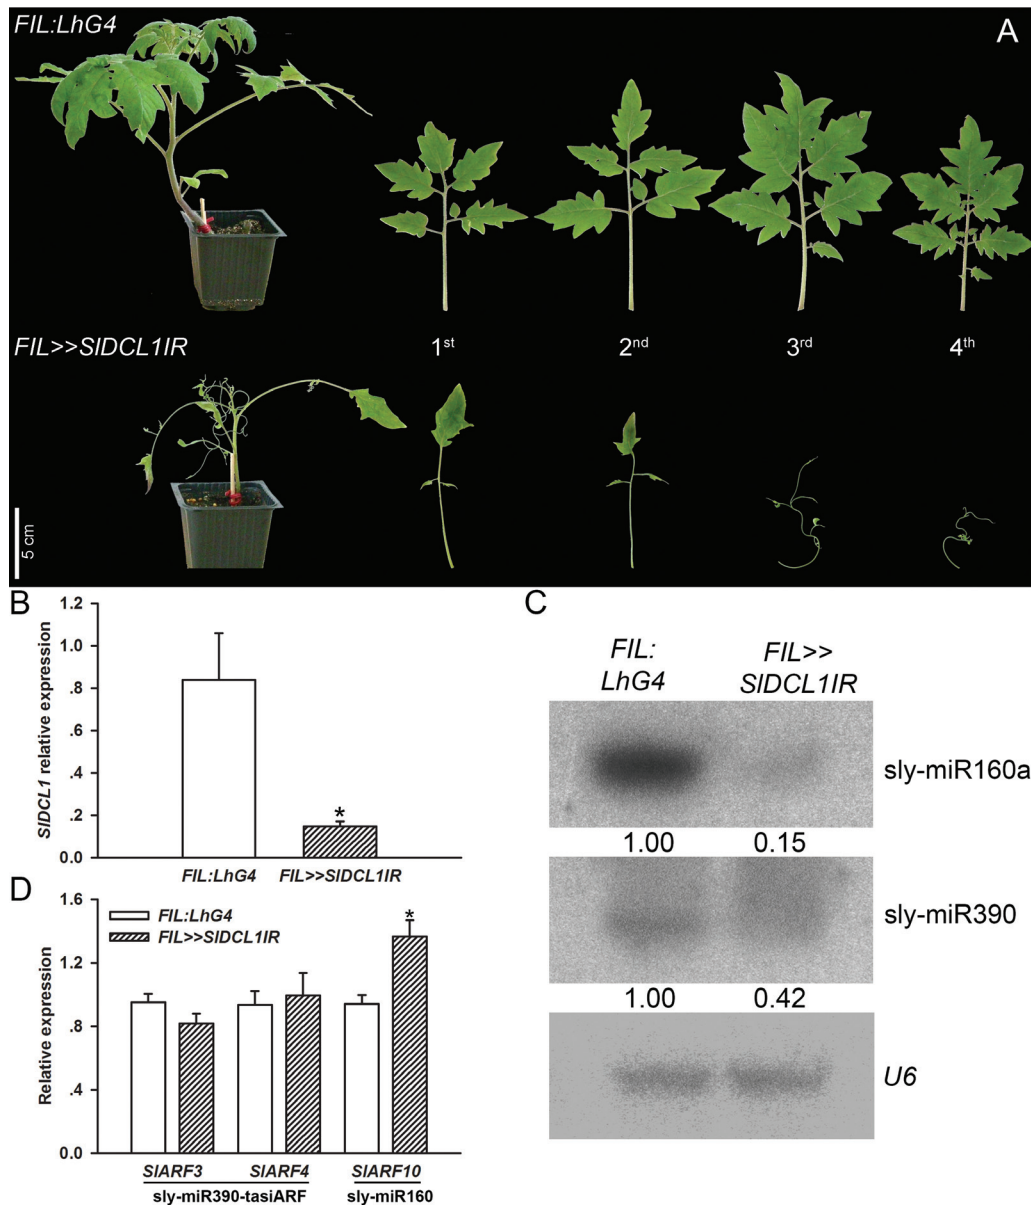 FIL:LhG4
A
FIL>>SlDCL1IR
1st
2nd
3rd
4th
5 cm
B
SlDCL1 relative expression
1.2
1.0
.8
.6
.4
.2
0.0
*
FIL:LhG4
FIL>>SlDCL1IR
C
FIL:
LhG4
FIL>>
SlDCL1IR
sly-miR160a
1.00
0.15
sly-miR390
1.00
0.42
U6
D
Relative expression
1.6
1.2
.8
.4
0.0
FIL:LhG4
FIL>>SlDCL1IR
*
SlARF3
SlARF4
SlARF10
sly-miR390-tasiARF
sly-miR160